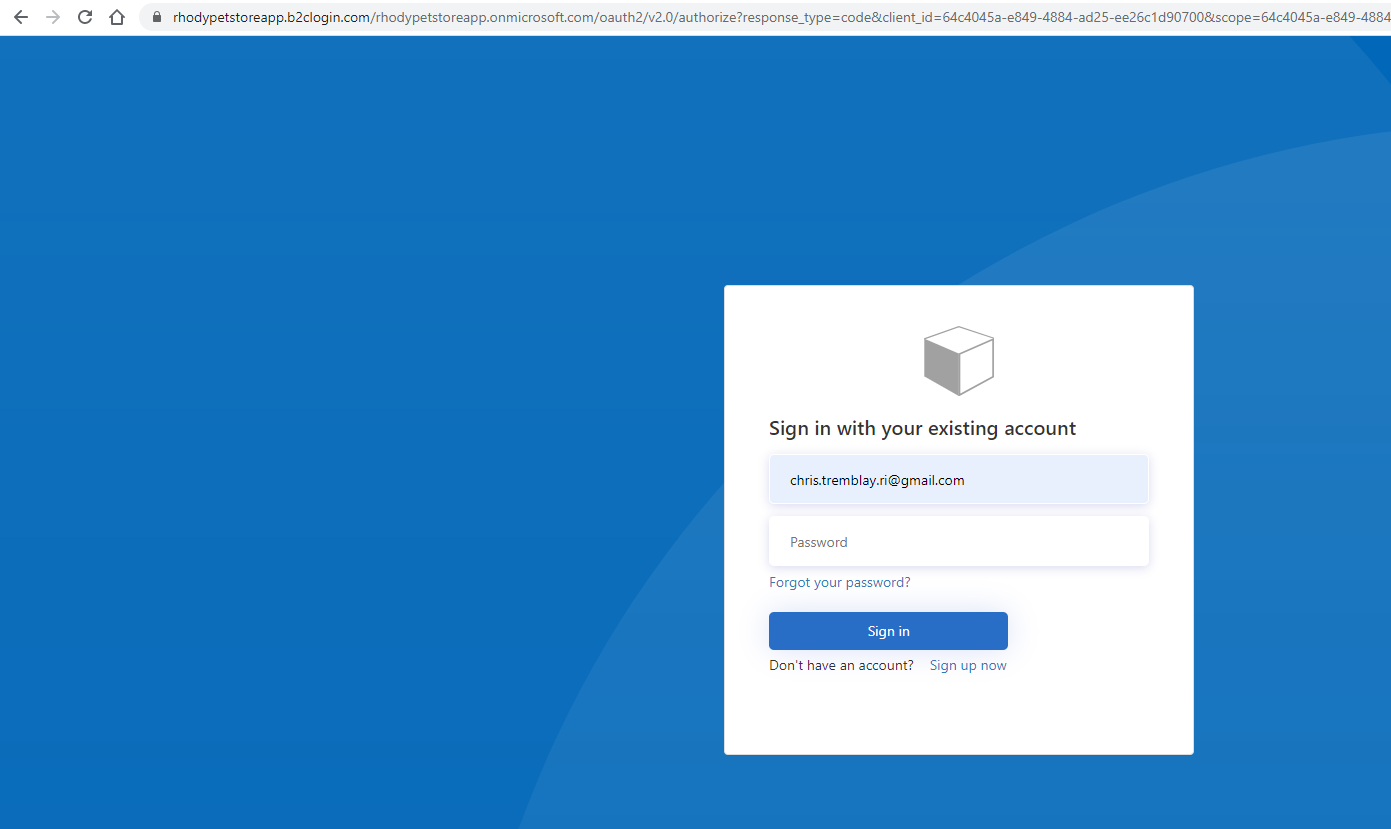 rhodypetstoreapp.b2clogin.com/rhodypetstoreapp.onmicrosoft.com/oauth2/v2.0/authorize?response_type=code&client_id=64c4045a-e849-4884-ad25-ee26c1d90700&scope=64c4045a-e849-4884
Sign in with your existing account
chris.tremblay.ri@gmail.com
Password
Forgot your password?
Sign in
Don't have an account? Sign up now